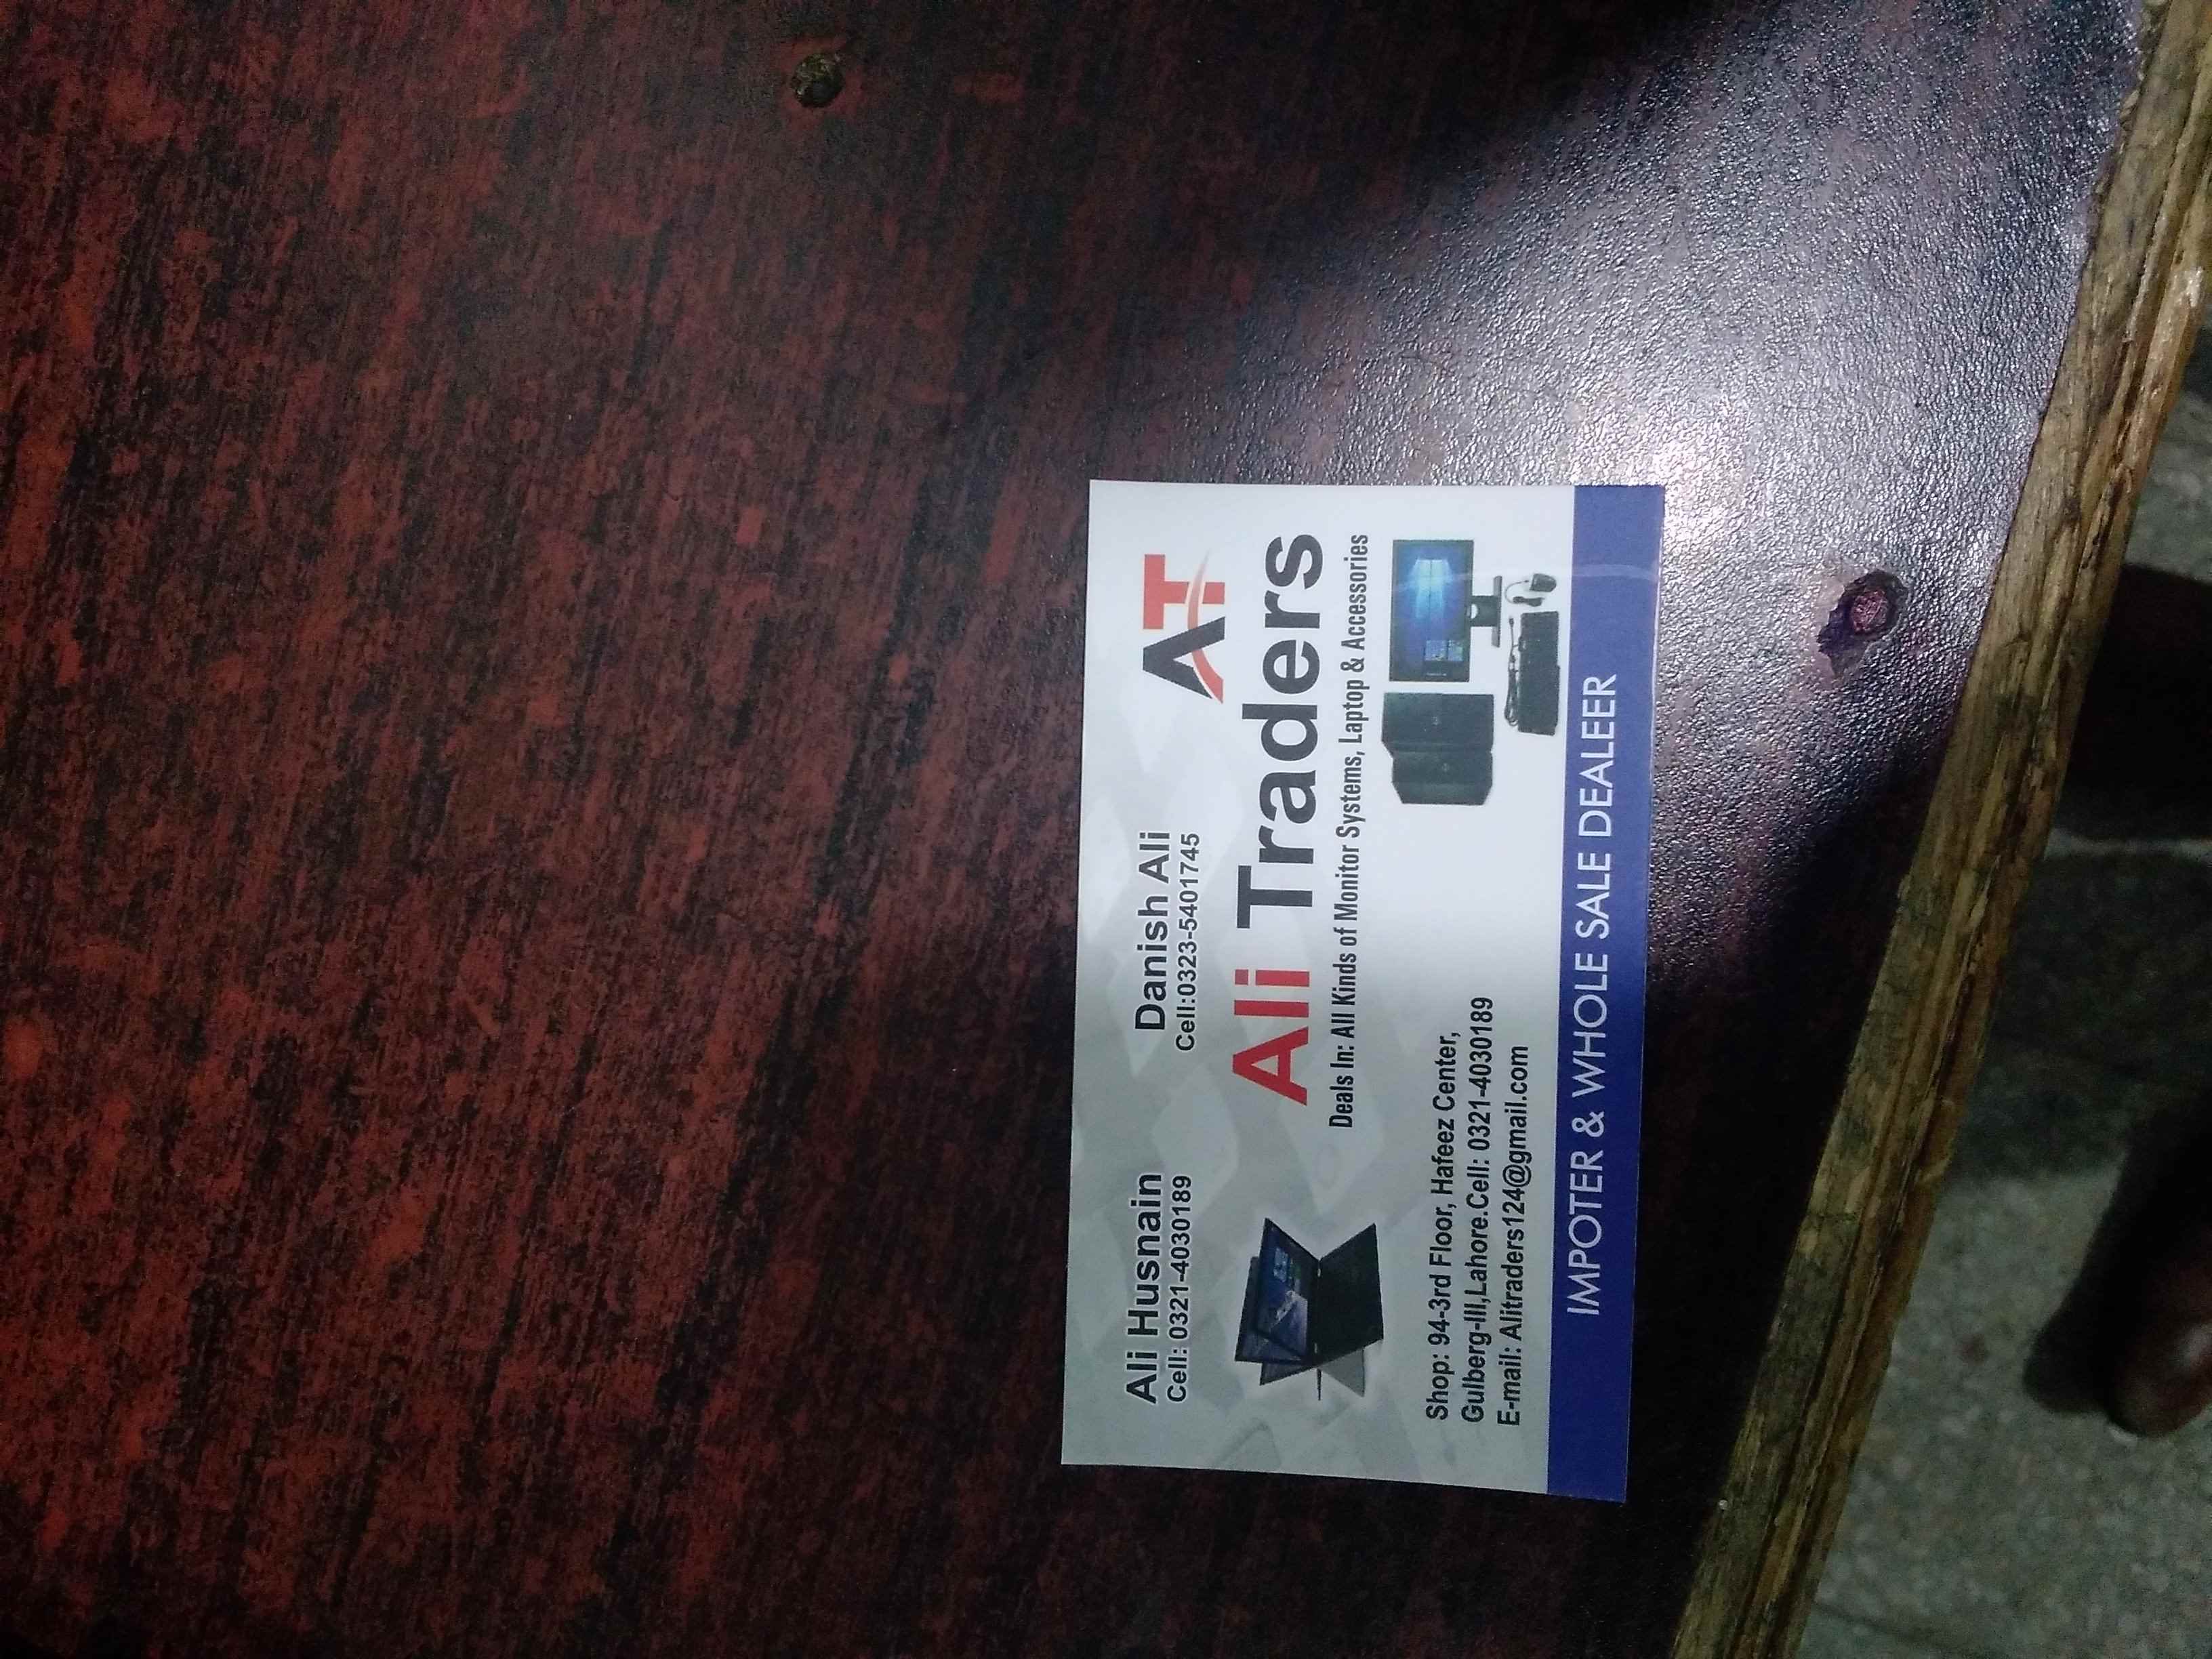 Ali Husnain
Cell: 0321-4030189
Danish Ali
Cell:0323-5401745
AT
Ali Traders
Deals In: All Kinds of Monitor Systems, Laptop & Accessories
Shop: 94-3rd Floor, Hafeez Center,
Gulberg-III,Lahore.Cell: 0321-4030189
E-mail: Alitraders124@gmail.com
IMPOTER & WHOLE SALE DEALEER